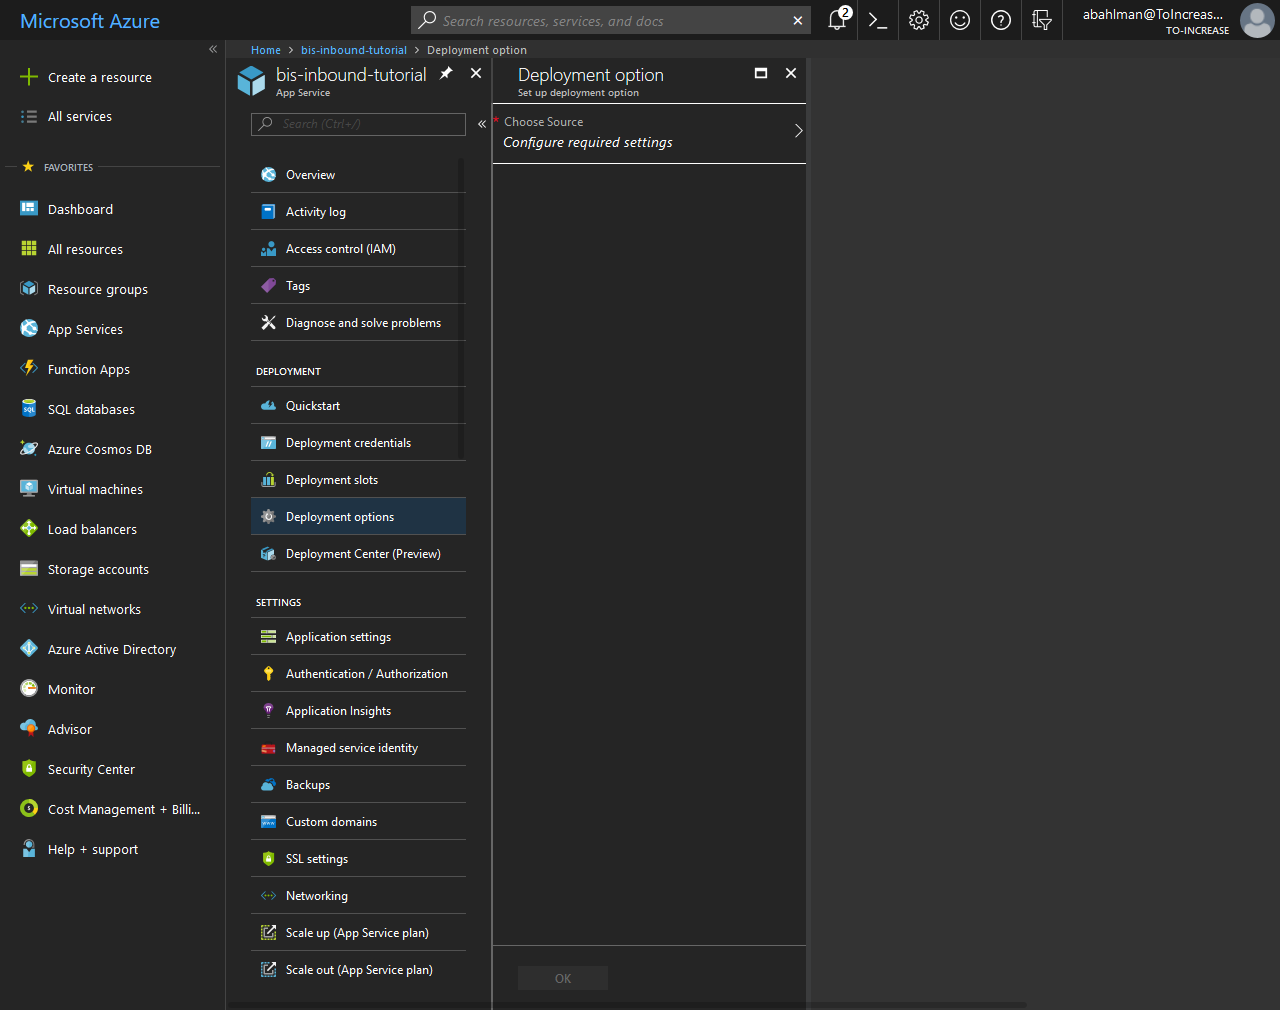 Microsoft Azure
Search resources, services, and docs
2
abahlman@ToIncreas...
TO-INCREASE
Home > bis-inbound-tutorial > Deployment option
Create a resource
All services
FAVORITES
Dashboard
All resources
Resource groups
App Services
Function Apps
SQL databases
Azure Cosmos DB
Virtual machines
Load balancers
Storage accounts
Virtual networks
Azure Active Directory
Monitor
Advisor
Security Center
Cost Management + Billi...
Help + support
bis-inbound-tutorial
App Service
Search (Ctrl+/)
Overview
Activity log
Access control (IAM)
Tags
Diagnose and solve problems
DEPLOYMENT
Quickstart
Deployment credentials
Deployment slots
Deployment options
Deployment Center (Preview)
SETTINGS
Application settings
Authentication / Authorization
Application Insights
Managed service identity
Backups
Custom domains
SSL settings
Networking
Scale up (App Service plan)
Scale out (App Service plan)
Deployment option
Set up deployment option
* Choose Source
Configure required settings
OK